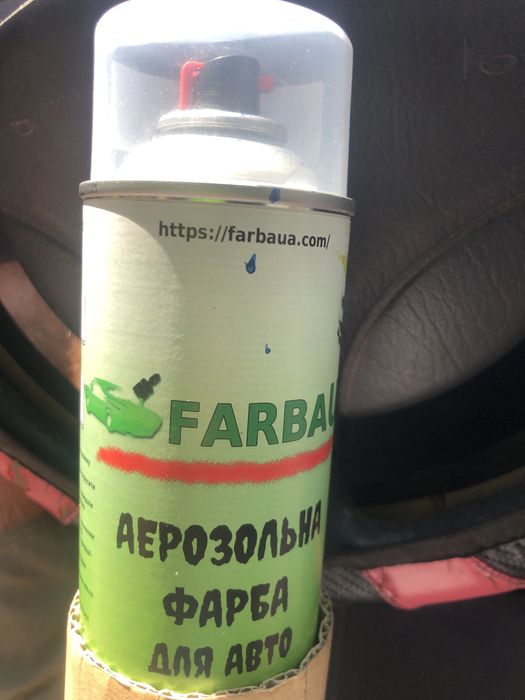 https://farbaua.com/
FARBAU
АЕРОЗОЛЬНА
ФАРБА
ДЛЯ АВТО